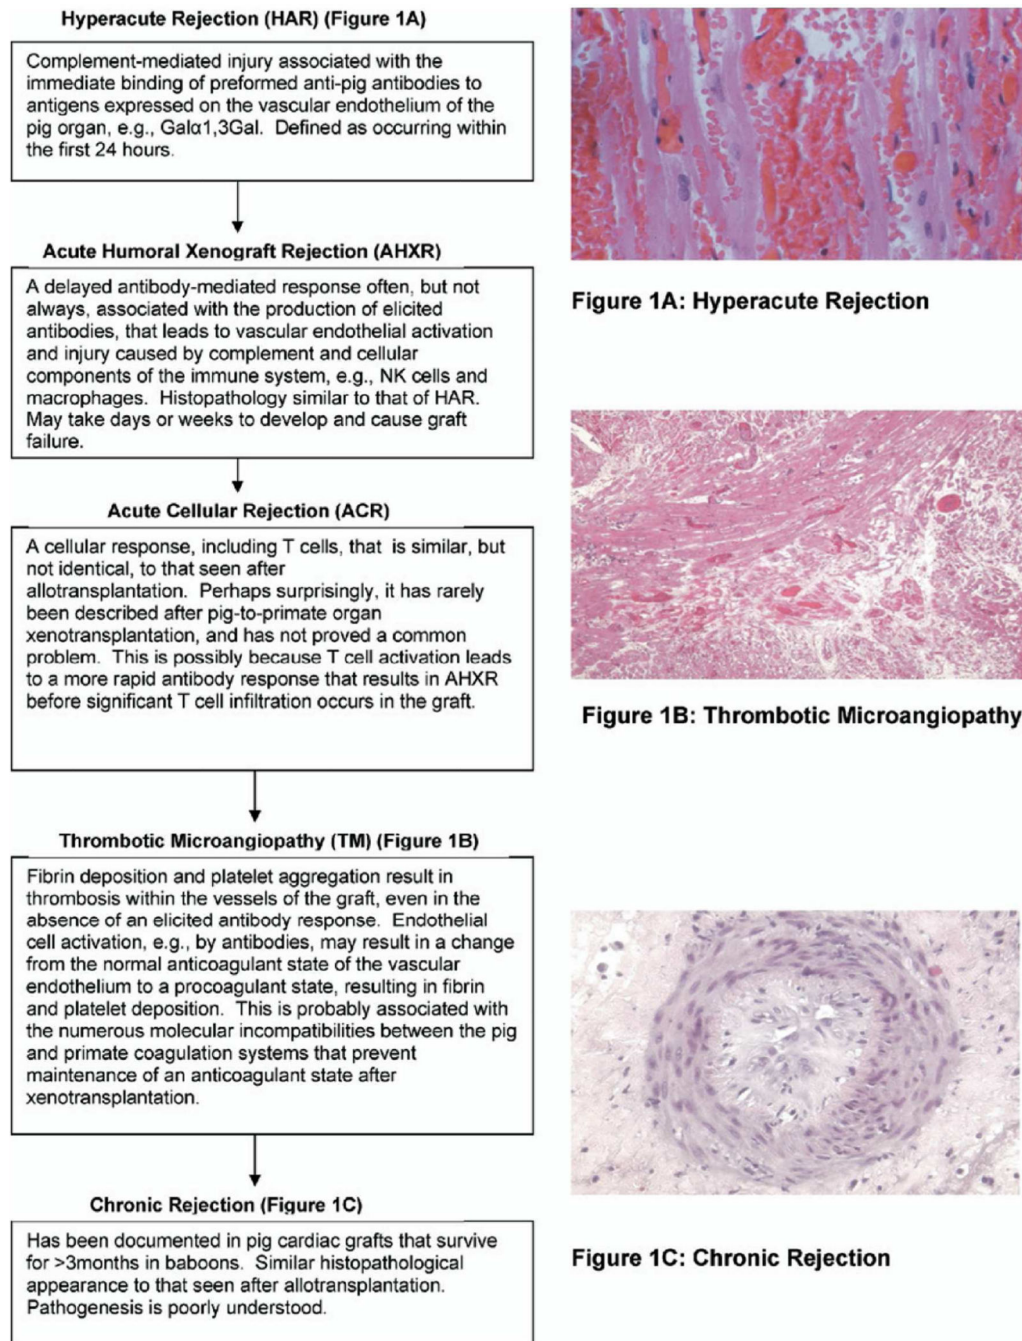 Hyperacute Rejection (HAR) (Figure 1A)
Complement-mediated injury associated with the
immediate binding of preformed anti-pig antibodies to
antigens expressed on the vascular endothelium of the
pig organ, e.g., Galα1,3Gal.  Defined as occurring within
the first 24 hours.
Acute Humoral Xenograft Rejection (AHXR)
A delayed antibody-mediated response often, but not
always, associated with the production of elicited
antibodies, that leads to vascular endothelial activation
and injury caused by complement and cellular
components of the immune system, e.g., NK cells and
macrophages.  Histopathology similar to that of HAR.
May take days or weeks to develop and cause graft
failure.
Acute Cellular Rejection (ACR)
A cellular response, including T cells, that is similar, but
not identical, to that seen after
allotransplantation.  Perhaps surprisingly, it has rarely
been described after pig-to-primate organ
xenotransplantation, and has not proved a common
problem.  This is possibly because T cell activation leads
to a more rapid antibody response that results in AHXR
before significant T cell infiltration occurs in the graft.
Thrombotic Microangiopathy (TM) (Figure 1B)
Fibrin deposition and platelet aggregation result in
thrombosis within the vessels of the graft, even in the
absence of an elicited antibody response.  Endothelial
cell activation, e.g., by antibodies, may result in a change
from the normal anticoagulant state of the vascular
endothelium to a procoagulant state, resulting in fibrin
and platelet deposition.  This is probably associated with
the numerous molecular incompatibilities between the pig
and primate coagulation systems that prevent
maintenance of an anticoagulant state after
xenotransplantation.
Chronic Rejection (Figure 1C)
Has been documented in pig cardiac grafts that survive
for >3months in baboons.  Similar histopathological
appearance to that seen after allotransplantation.
Pathogenesis is poorly understood.
Figure 1A: Hyperacute Rejection
Figure 1B: Thrombotic Microangiopathy
Figure 1C: Chronic Rejection